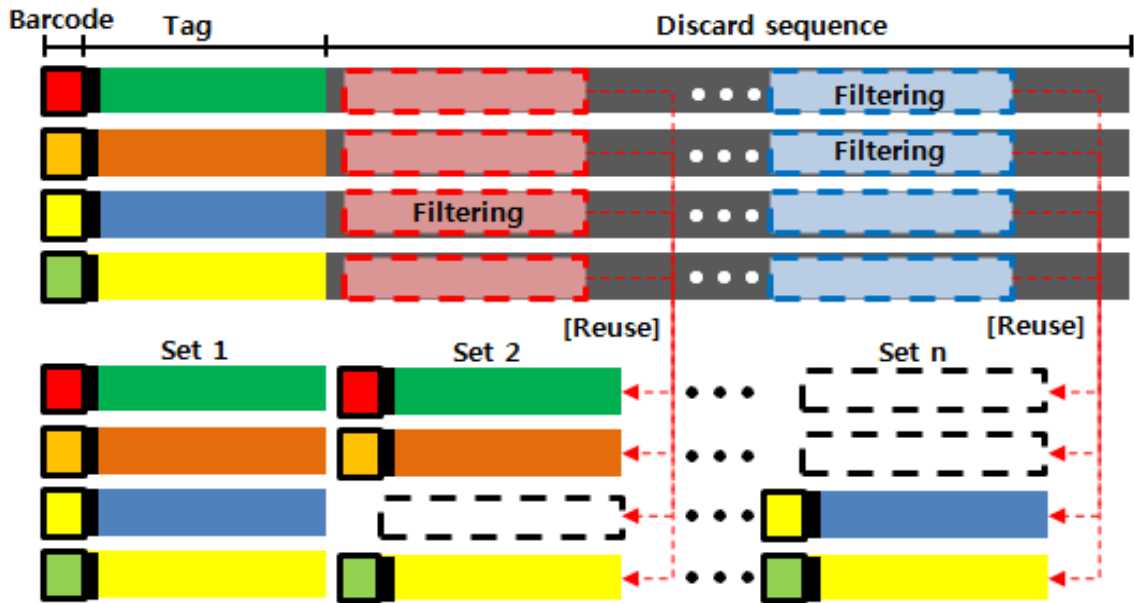 Barcode
Tag
Discard sequence
Filtering
Filtering
Filtering
[Reuse]
[Reuse]
Set 1
Set 2
Set n